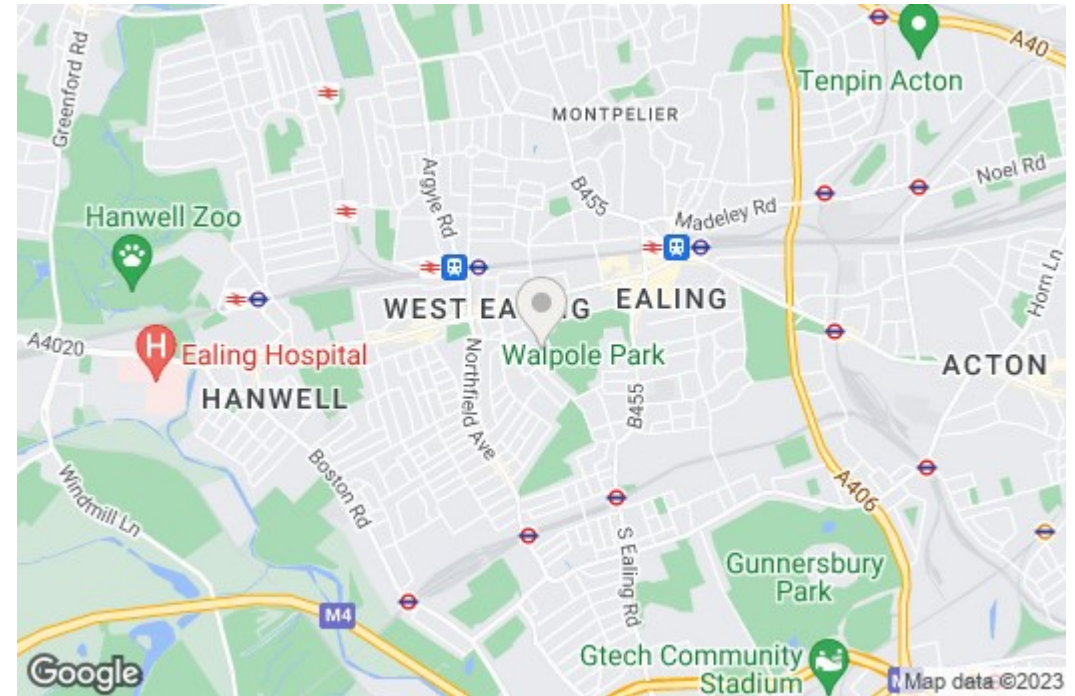 Greenford Rd
A40
Tenpin Acton
MONTPELIER
Argyle Rd
B455
Noel Rd
Hanwell Zoo
Madeley Rd
Horn Ln
WEST EA
G
EALING
A4020
H
Ealing Hospital
Walpole Park
ACTON
HANWELL
Northfield Ave
B455
Boston Rd
A406
Windmill Ln
S Ealing Rd
Gunnersbury
Park
M4
Gtech Community
Stadium
Google
Map data ©2023